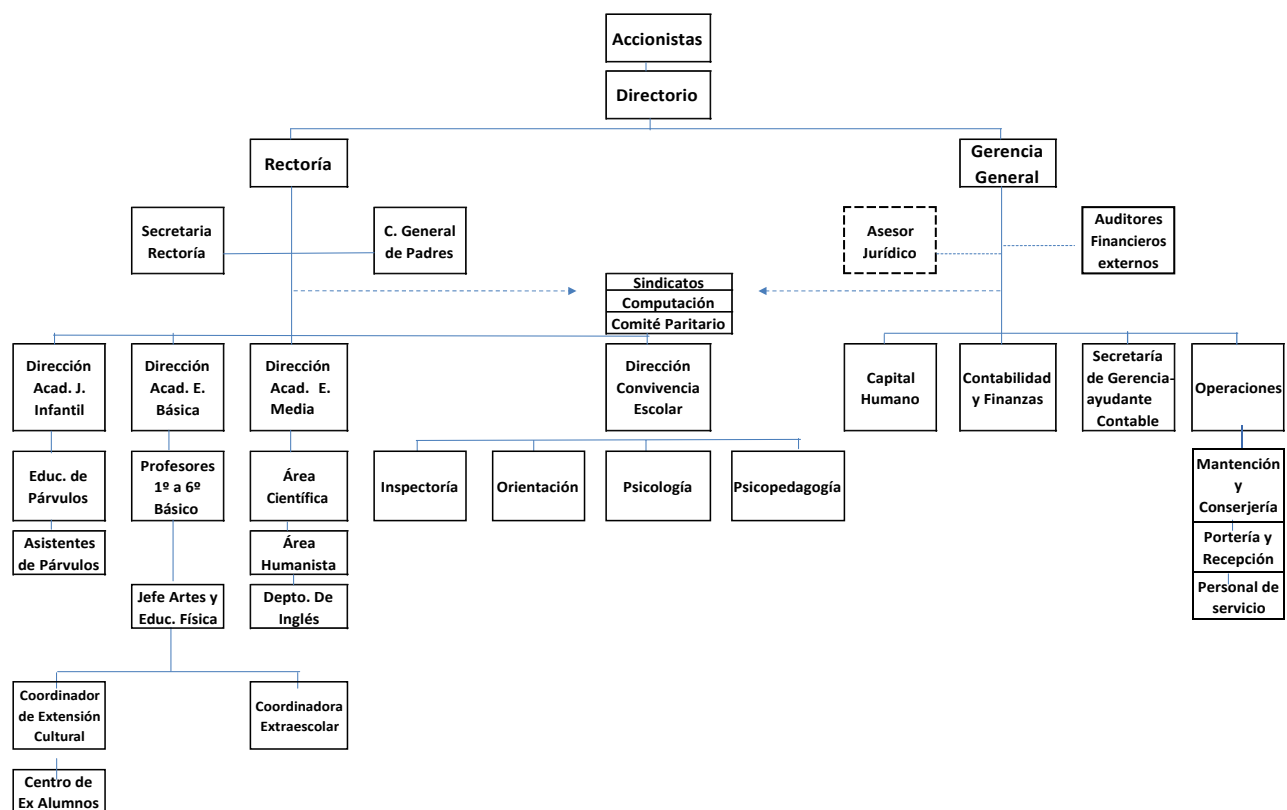 Accionistas
Directorio
Rectoría
Gerencia
General
Secretaria
Rectoría
C. General
de Padres
Asesor
Jurídico
Auditores
Financieros
externos
Sindicatos
Computación
Comité Paritario
Dirección
Acad. J.
Infantil
Dirección
Acad. E.
Básica
Dirección
Acad. E.
Media
Dirección
Convivencia
Escolar
Capital
Humano
Contabilidad
y Finanzas
Secretaría
de Gerencia-
ayudante
Contable
Operaciones
Educ. de
Párvulos
Profesores
1º a 6º
Básico
Área
Científica
Inspectoría
Orientación
Psicología
Psicopedagogía
Mantención
y
Conserjería
Asistentes
de Párvulos
Área
Humanista
Portería y
Recepción
Jefe Artes y
Educ. Física
Depto. De
Inglés
Personal de
servicio
Coordinador
de Extensión
Cultural
Coordinadora
Extraescolar
Centro de
Ex Alumnos